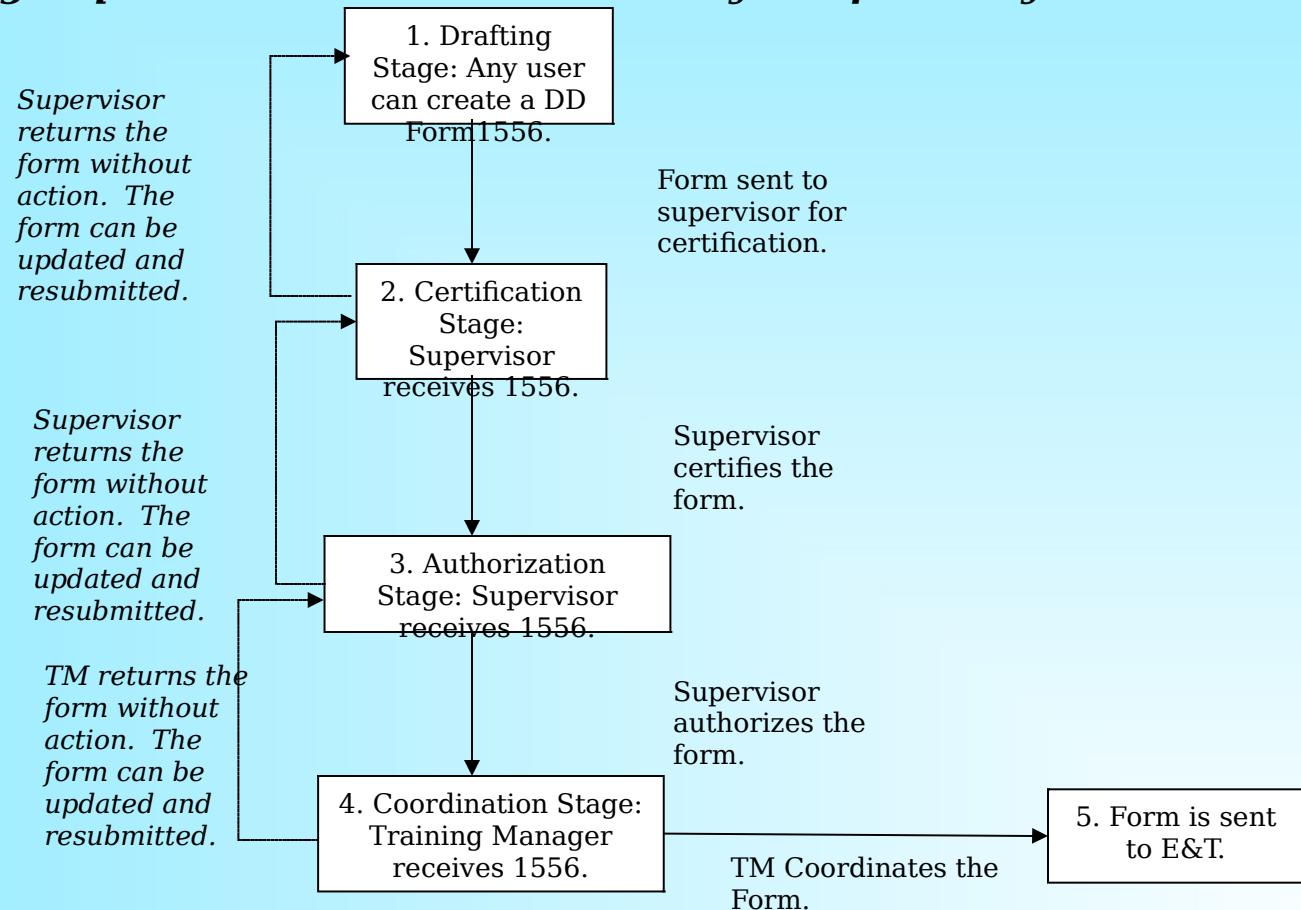 1. Drafting
Stage: Any user
can create a DD
Form1556.
Supervisor
returns the
form without
action.  The
form can be
updated and
resubmitted.
Form sent to
supervisor for
certification.
2. Certification
Stage:
Supervisor
receives 1556.
Supervisor
returns the
form without
action.  The
form can be
updated and
resubmitted.
Supervisor
certifies the
form.
3. Authorization
Stage: Supervisor
receives 1556.
TM returns the
form without
action.  The
form can be
updated and
resubmitted.
Supervisor
authorizes the
form.
4. Coordination Stage:
Training Manager
receives 1556.
TM Coordinates the
Form.
5. Form is sent
to E&T.